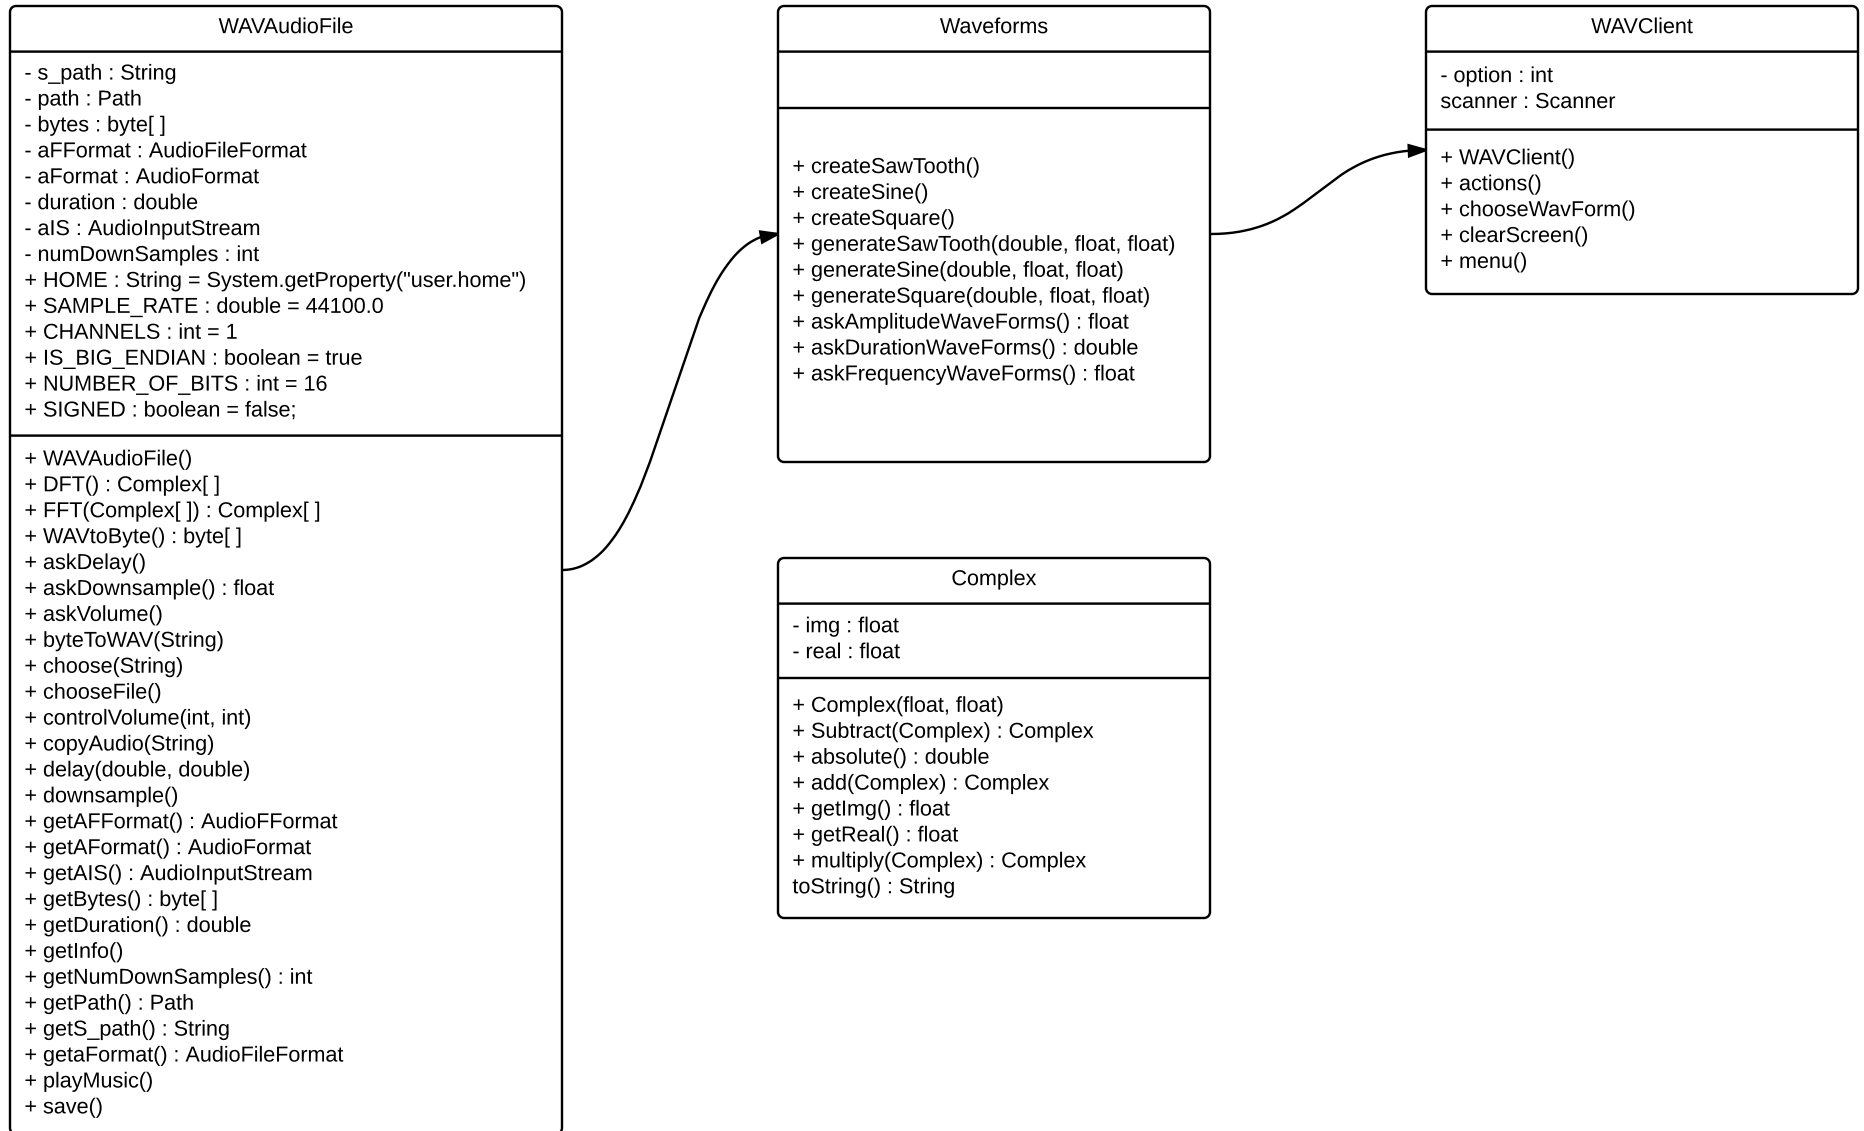 WAVAudioFile
- s_path : String
- path : Path
- bytes : byte[ ]
- aFFormat : AudioFileFormat
- aFormat : AudioFormat
- duration : double
- aIS : AudioInputStream
- numDownSamples : int
+ HOME : String = System.getProperty("user.home")
+ SAMPLE_RATE : double = 44100.0
+ CHANNELS : int = 1
+ IS_BIG_ENDIAN : boolean = true
+ NUMBER_OF_BITS : int = 16
+ SIGNED : boolean = false;
+ WAVAudioFile()
+ DFT() : Complex[ ]
+ FFT(Complex[ ]) : Complex[ ]
+ WAVtoByte() : byte[ ]
+ askDelay()
+ askDownsample() : float
+ askVolume()
+ byteToWAV(String)
+ choose(String)
+ chooseFile()
+ controlVolume(int, int)
+ copyAudio(String)
+ delay(double, double)
+ downsample()
+ getAFFormat() : AudioFFormat
+ getAFormat() : AudioFormat
+ getAIS() : AudioInputStream
+ getBytes() : byte[ ]
+ getDuration() : double
+ getInfo()
+ getNumDownSamples() : int
+ getPath() : Path
+ getS_path() : String
+ getaFormat() : AudioFileFormat
+ playMusic()
+ save()
Waveforms
+ createSawTooth()
+ createSine()
+ createSquare()
+ generateSawTooth(double, float, float)
+ generateSine(double, float, float)
+ generateSquare(double, float, float)
+ askAmplitudeWaveForms() : float
+ askDurationWaveForms() : double
+ askFrequencyWaveForms() : float
Complex
- img : float
- real : float
+ Complex(float, float)
+ Subtract(Complex) : Complex
+ absolute() : double
+ add(Complex) : Complex
+ getImg() : float
+ getReal() : float
+ multiply(Complex) : Complex
toString() : String
WAVClient
- option : int
scanner : Scanner
+ WAVClient()
+ actions()
+ chooseWavForm()
+ clearScreen()
+ menu()